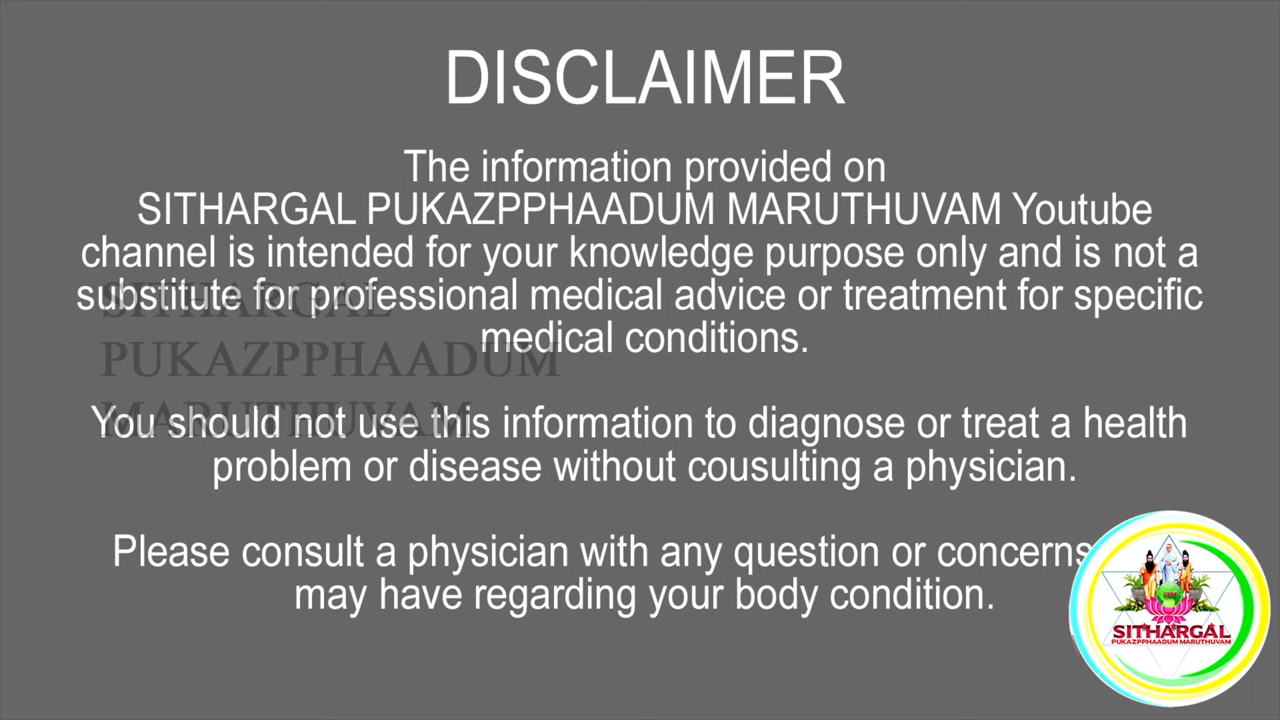 DISCLAIMER
The information provided on
SITHARGAL PUKAZPPHAADUM MARUTHUVAM Youtube
channel is intended for your knowledge purpose only and is not a
substitute for professional medical advice or treatment for specific
medical conditions.
SITHARGAL
PUKAZPPHAADUM
MARUTHUVAM
You should not use this information to diagnose or treat a health
problem or disease without cousulting a physician.
Please consult a physician with any question or concerns
may have regarding your body condition.
SITHARGAL
PUKAZPPHAADUM MARUTHUVAM